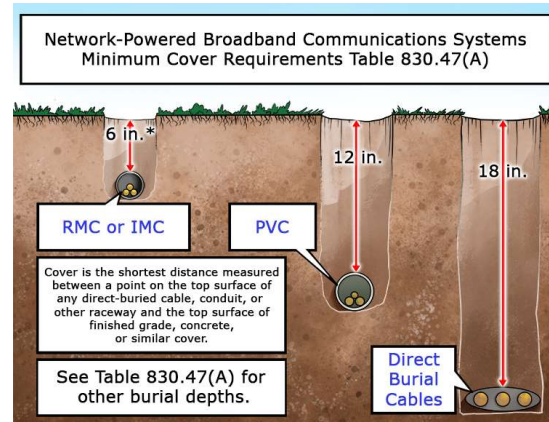 Network-Powered Broadband Communications Systems
Minimum Cover Requirements Table 830.47(A)
6 in.*
12 in.
18 in.
RMC or IMC
PVC
Cover is the shortest distance measured
between a point on the top surface of
any direct-buried cable, conduit, or
other raceway and the top surface of
finished grade, concrete,
or similar cover.
See Table 830.47(A) for
other burial depths.
Direct
Burial
Cables